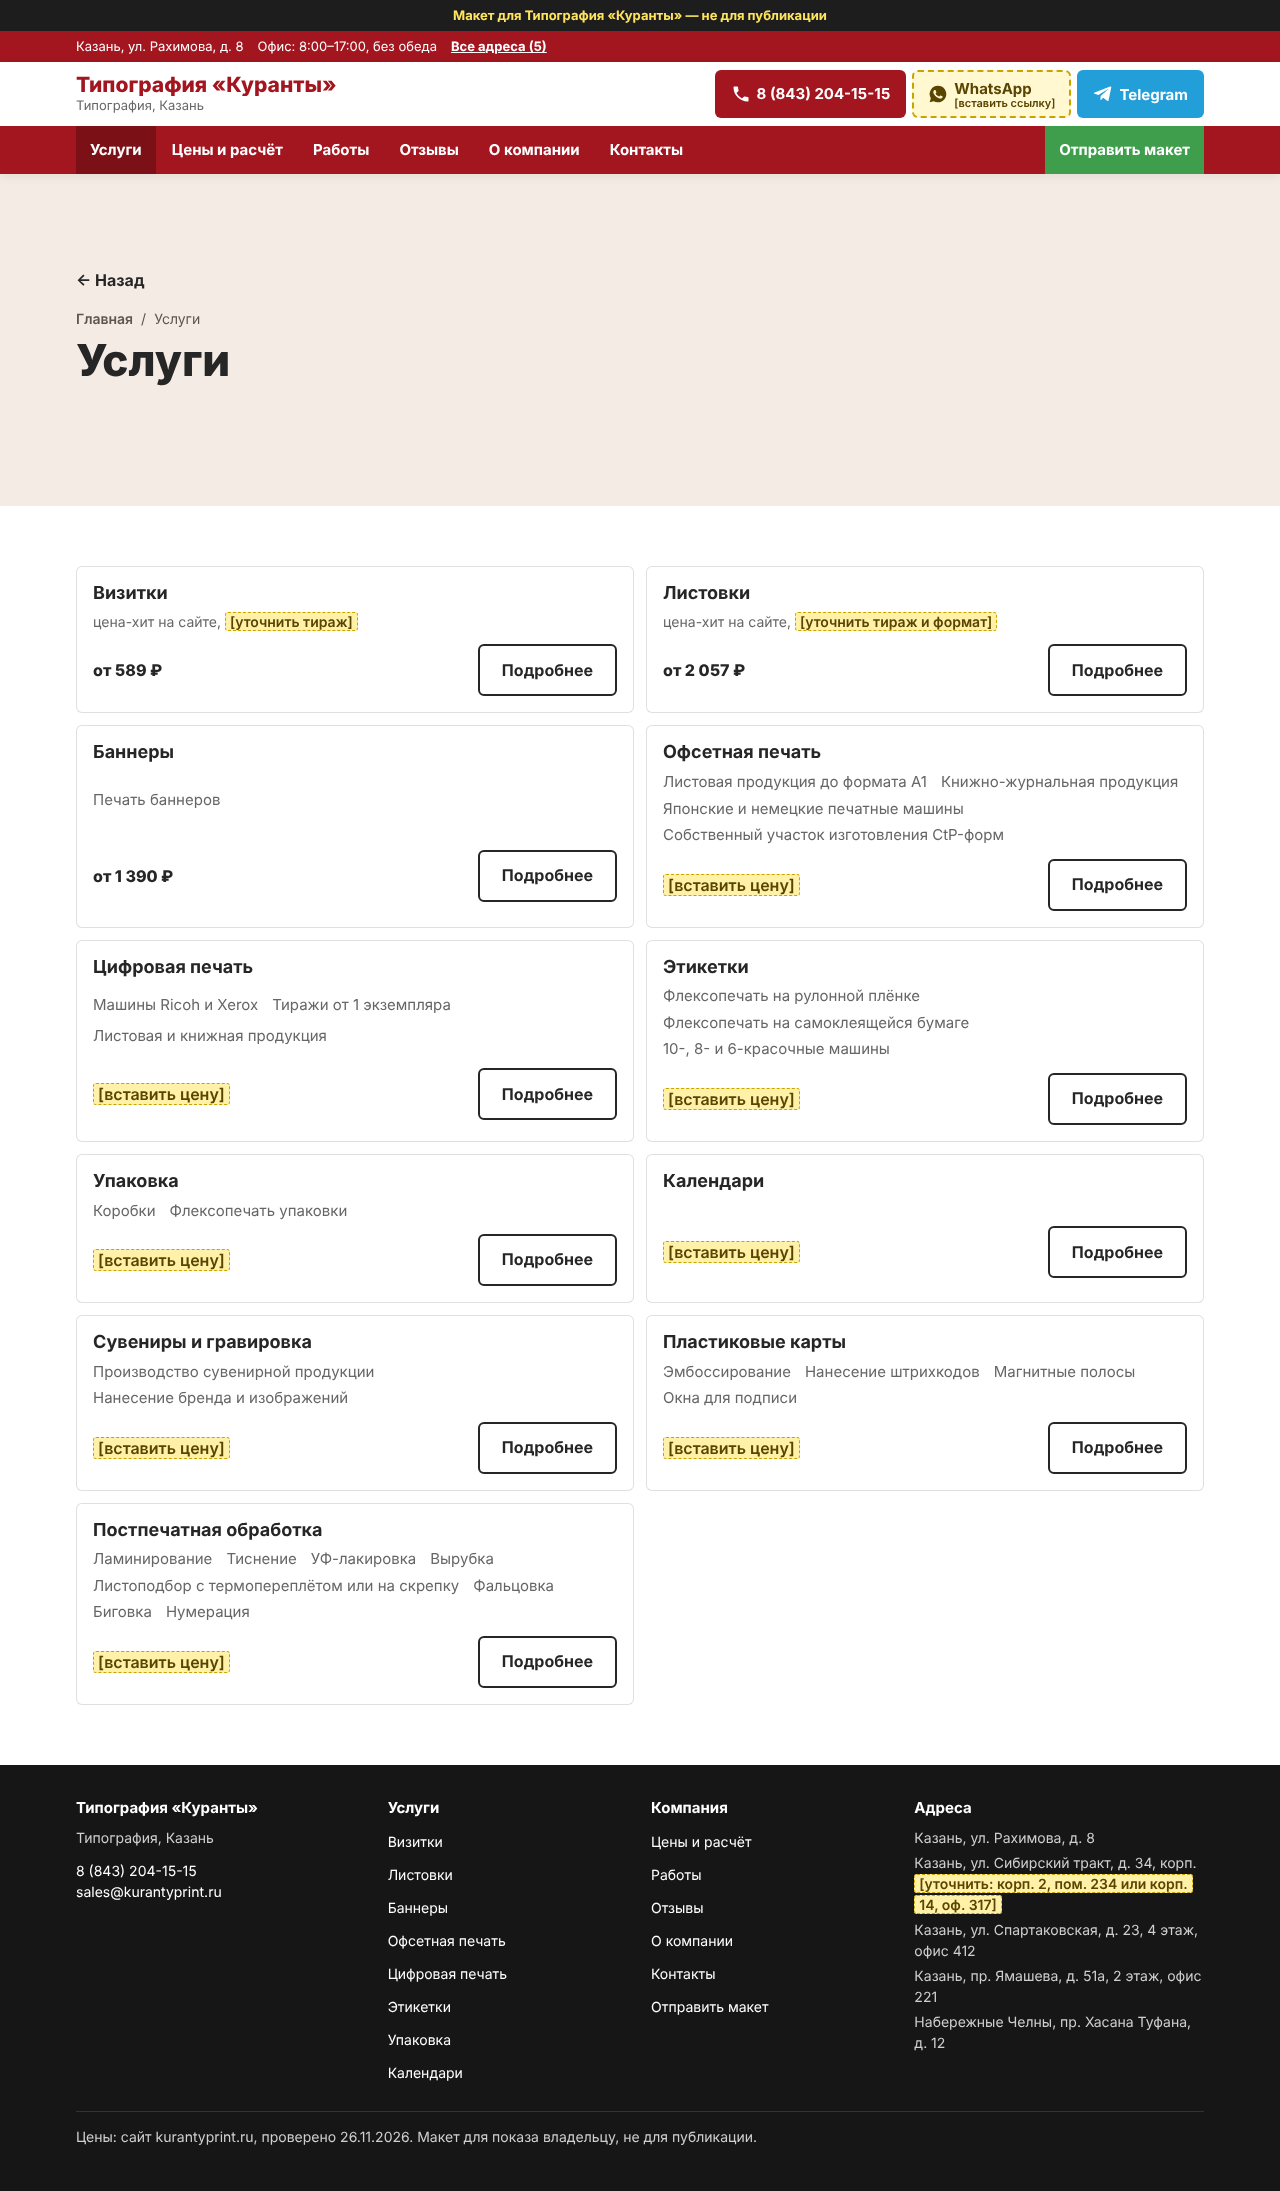 Макет для Типография «Куранты» — не для публикации
Казань, ул. Рахимова, д. 8 Офис: 8:00–17:00, без обеда Все адреса (5)
Типография «Куранты»
Типография, Казань
8 (843) 204-15-15
WhatsApp
[вставить ссылку]
Telegram
Услуги Цены и расчёт Работы Отзывы О компании Контакты Отправить макет
← Назад
Главная / Услуги
Услуги
Визитки
цена-хит на сайте, [уточнить тираж]
от 589 ₽ Подробнее
Листовки
цена-хит на сайте, [уточнить тираж и формат]
от 2 057 ₽ Подробнее
Баннеры
Печать баннеров
от 1 390 ₽ Подробнее
Офсетная печать
Листовая продукция до формата А1 Книжно-журнальная продукция
Японские и немецкие печатные машины
Собственный участок изготовления CtP-форм
[вставить цену] Подробнее
Цифровая печать
Машины Ricoh и Xerox Тиражи от 1 экземпляра
Листовая и книжная продукция
[вставить цену] Подробнее
Этикетки
Флексопечать на рулонной плёнке
Флексопечать на самоклеящейся бумаге
10-, 8- и 6-красочные машины
[вставить цену] Подробнее
Упаковка
Коробки Флексопечать упаковки
[вставить цену] Подробнее
Календари
[вставить цену] Подробнее
Сувениры и гравировка
Производство сувенирной продукции
Нанесение бренда и изображений
[вставить цену] Подробнее
Пластиковые карты
Эмбоссирование Нанесение штрихкодов Магнитные полосы
Окна для подписи
[вставить цену] Подробнее
Постпечатная обработка
Ламинирование Тиснение УФ-лакировка Вырубка
Листоподбор с термопереплётом или на скрепку Фальцовка
Биговка Нумерация
[вставить цену] Подробнее
Типография «Куранты»
Типография, Казань
8 (843) 204-15-15
sales@kurantyprint.ru
Услуги
Визитки
Листовки
Баннеры
Офсетная печать
Цифровая печать
Этикетки
Упаковка
Календари
Компания
Цены и расчёт
Работы
Отзывы
О компании
Контакты
Отправить макет
Адреса
Казань, ул. Рахимова, д. 8
Казань, ул. Сибирский тракт, д. 34, корп.
[уточнить: корп. 2, пом. 234 или корп.
14, оф. 317]
Казань, ул. Спартаковская, д. 23, 4 этаж,
офис 412
Казань, пр. Ямашева, д. 51а, 2 этаж, офис
221
Набережные Челны, пр. Хасана Туфана,
д. 12
Цены: сайт kurantyprint.ru, проверено 26.11.2026. Макет для показа владельцу, не для публикации.